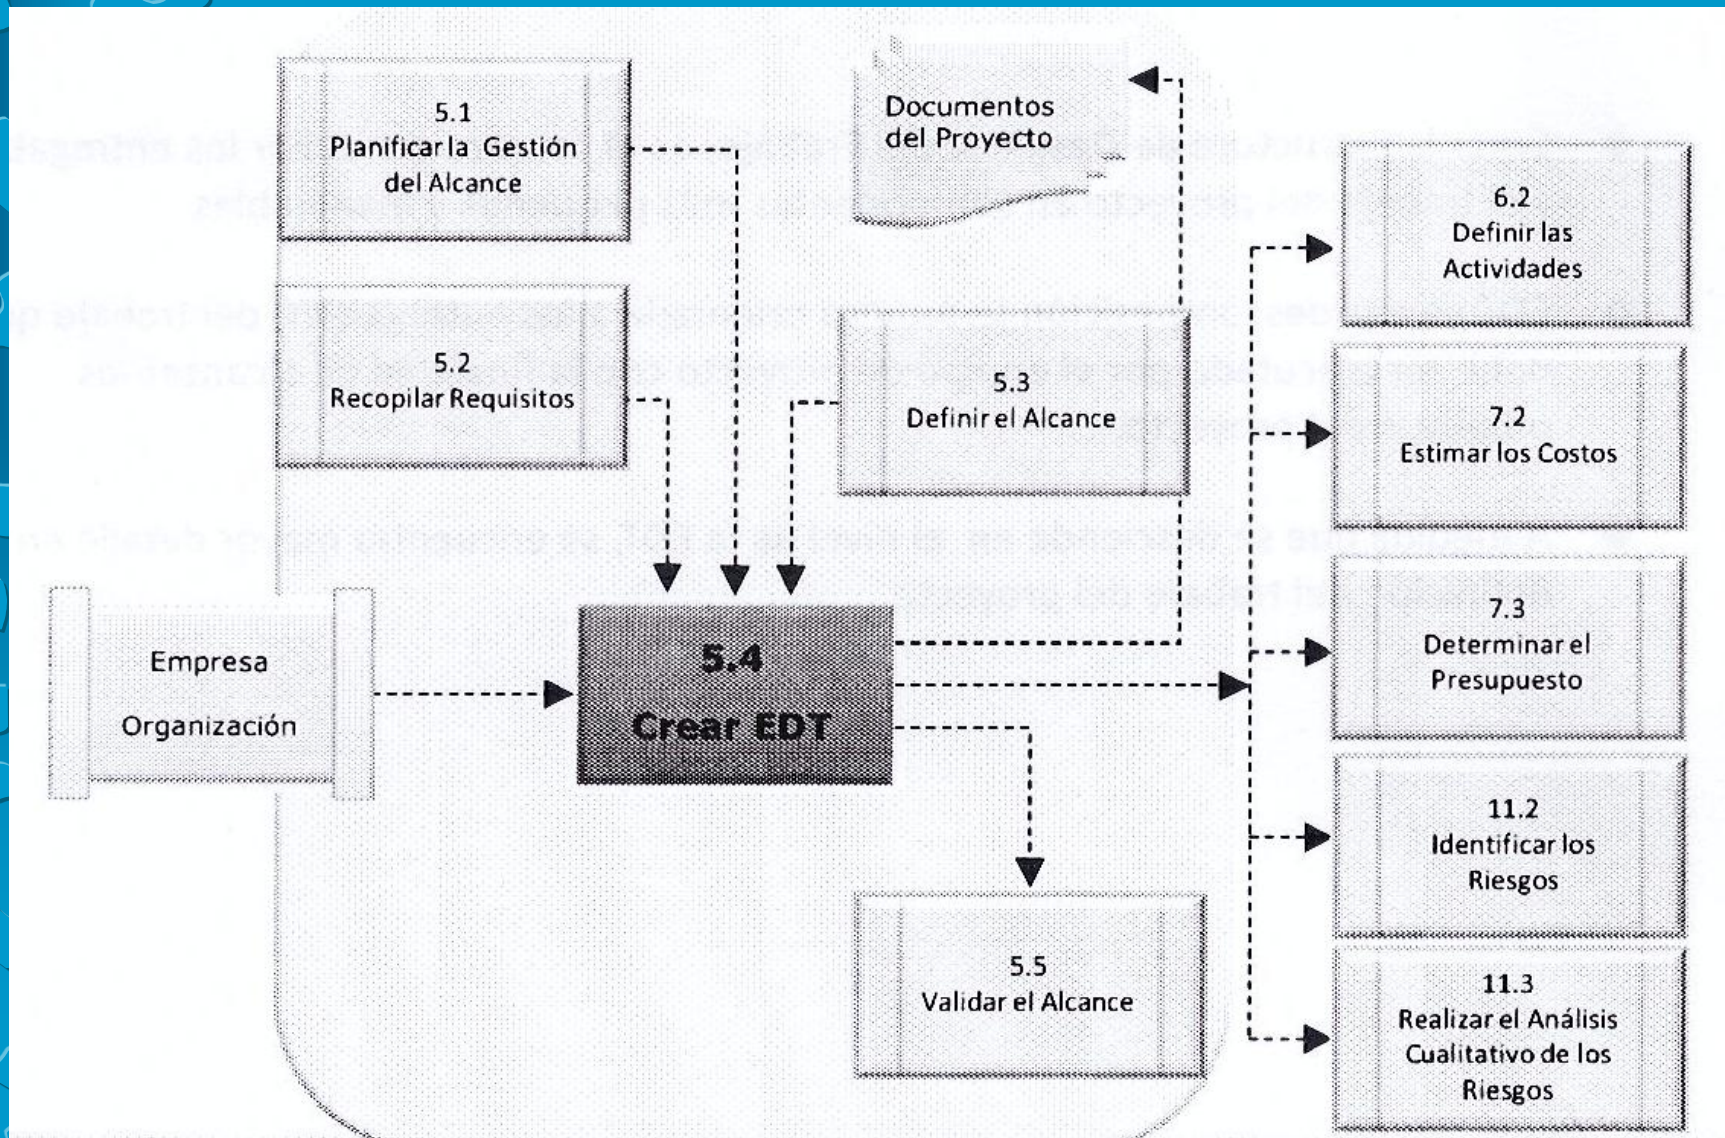 5.1
Planificar la Gestión
del Alcance
Documentos
del Proyecto
5.2
Recopilar Requisitos
5.3
Definir el Alcance
Empresa
Organización
5.4
Crear EDT
5.5
Validar el Alcance
6.2
Definir las
Actividades
7.2
Estimar los Costos
7.3
Determinar el
Presupuesto
11.2
Identificar los
Riesgos
11.3
Realizar el Análisis
Cualitativo de los
Riesgos